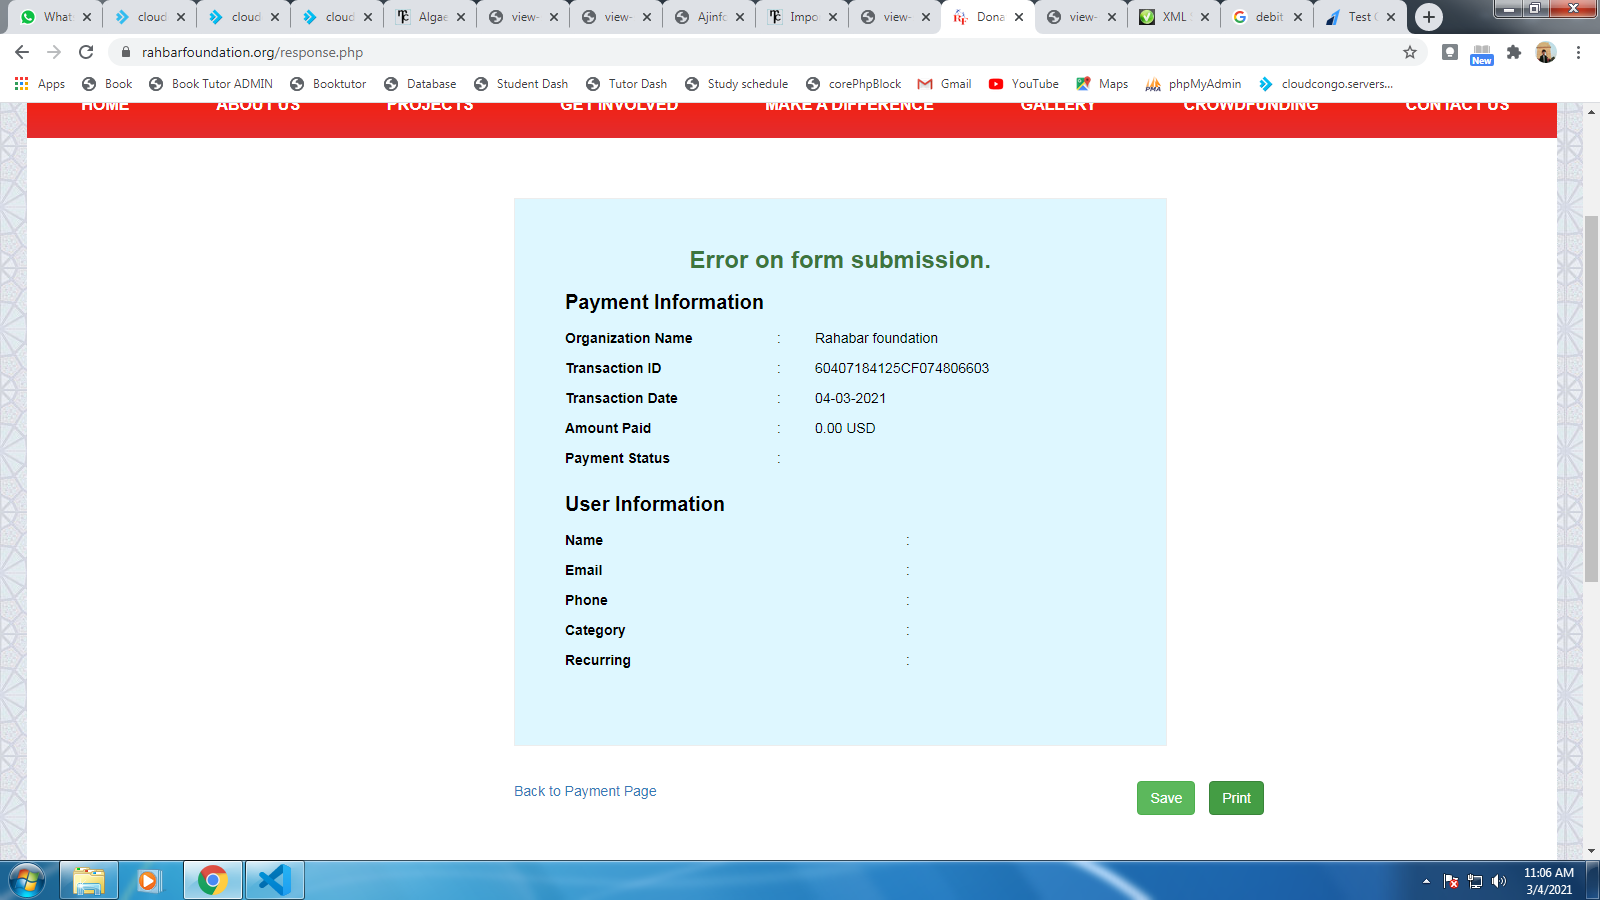 What
cloud
cloud
cloud
Algae
view-
view-
Ajinfo
Impo
view-
Dona
view-
XML
debit
Test
rahbarfoundation.org/response.php
New
Apps
Book
Book Tutor ADMIN
Booktutor
Database
Student Dash
Tutor Dash
Study schedule
corePhpBlock
Gmail
YouTube
Maps
phpMyAdmin
cloudcongo.servers...
HOME ABOUT US PROJECTS GET INVOLVED MAKE A DIFFERENCE GALLERY CROWDFUNDING CONTACT US
Error on form submission.
Payment Information
Organization Name : Rahabar foundation
Transaction ID : 60407184125CF074806603
Transaction Date : 04-03-2021
Amount Paid : 0.00 USD
Payment Status :
User Information
Name :
Email :
Phone :
Category :
Recurring :
Back to Payment Page
Save
Print
11:06 AM
3/4/2021